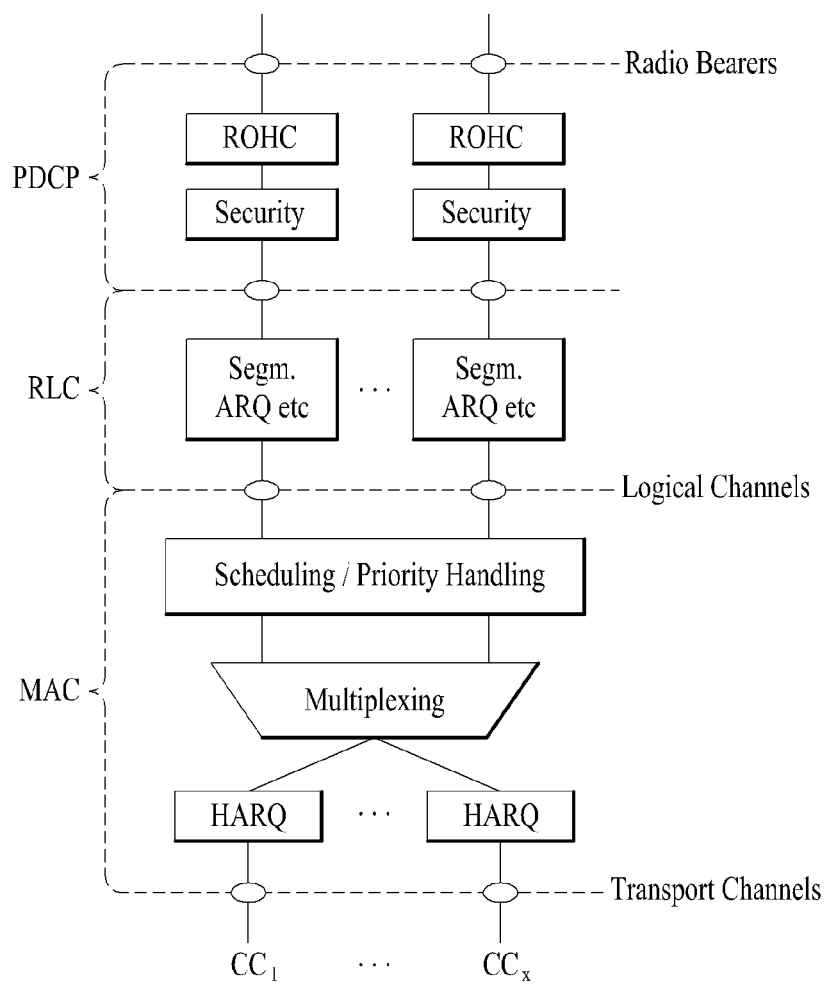 Radio Bearers
ROHC ROHC
PDCP
Security Security
Segm. ARQ etc ... Segm. ARQ etc
RLC
Logical Channels
Scheduling / Priority Handling
MAC
Multiplexing
HARQ ... HARQ
Transport Channels
CC1 ... CCx